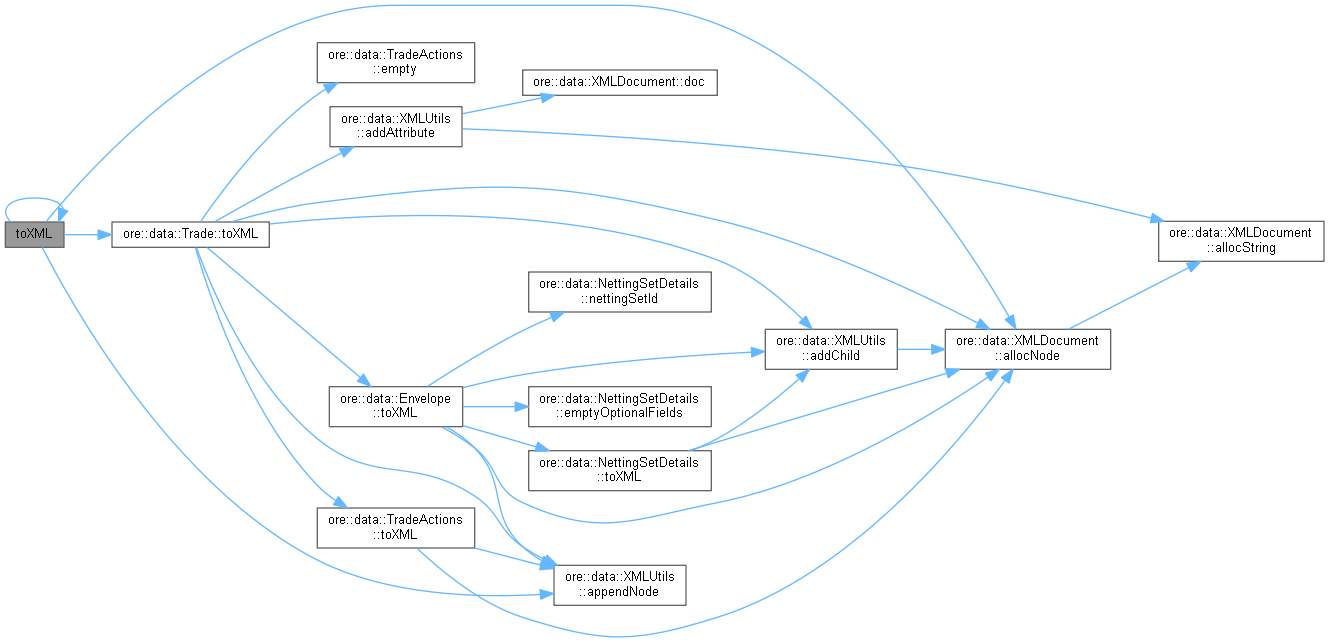 toXML
ore::data::Trade::toXML
ore::data::TradeActions
::empty
ore::data::XMLUtils
::addAttribute
ore::data::XMLDocument::doc
ore::data::XMLDocument
::allocString
ore::data::NettingSetDetails
::nettingSetId
ore::data::XMLUtils
::addChild
ore::data::XMLDocument
::allocNode
ore::data::Envelope
::toXML
ore::data::NettingSetDetails
::emptyOptionalFields
ore::data::NettingSetDetails
::toXML
ore::data::TradeActions
::toXML
ore::data::XMLUtils
::appendNode